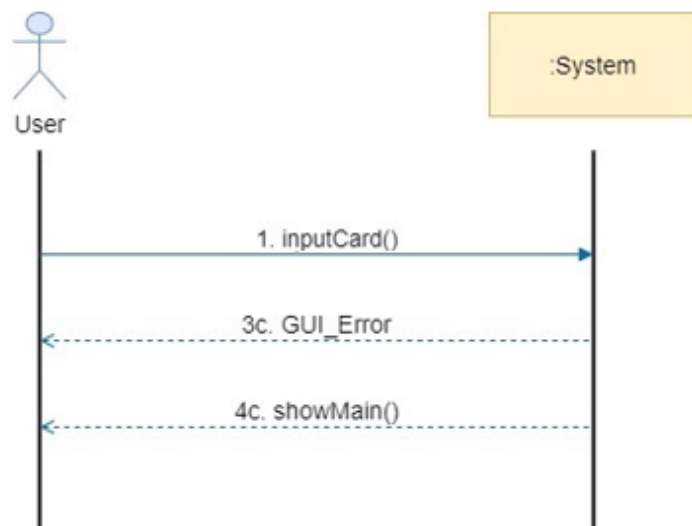 :System
User
1. inputCard()
3c. GUI_Error
4c. showMain()